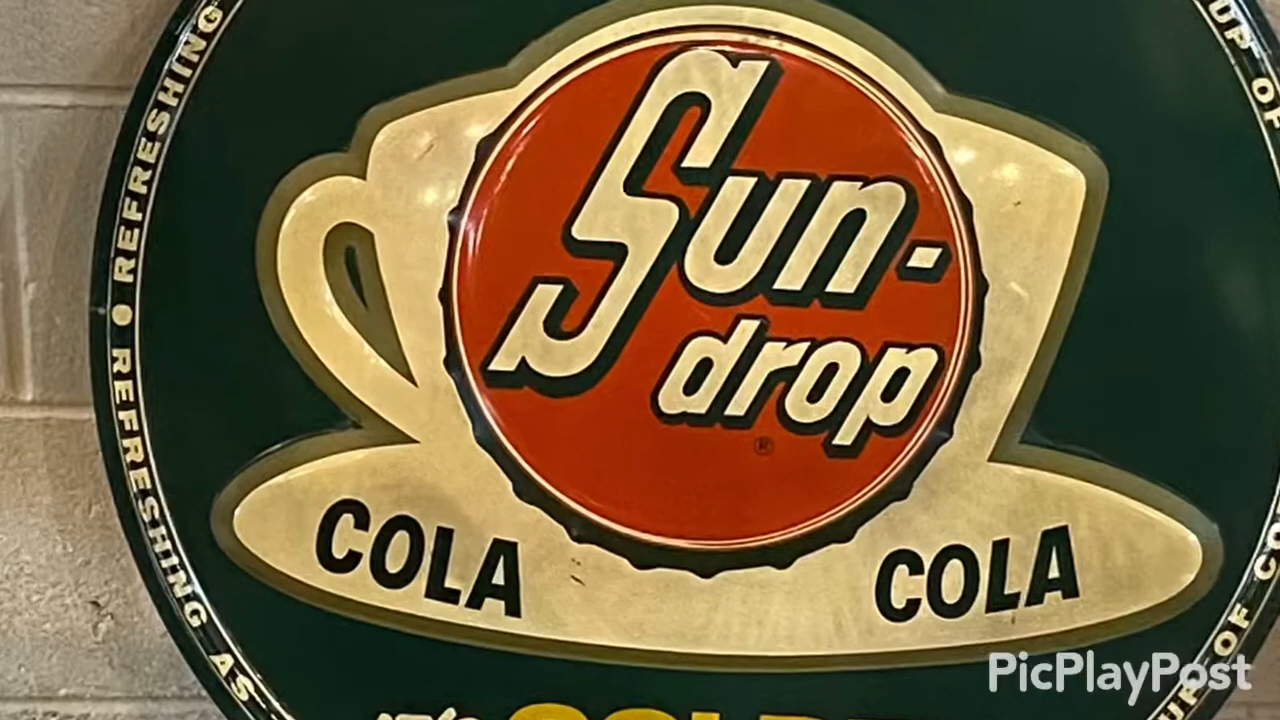 REFRESHING
REFRESHING AS
UP OF
UP OF
Sun-
drop
®
COLA
COLA
PicPlayPost